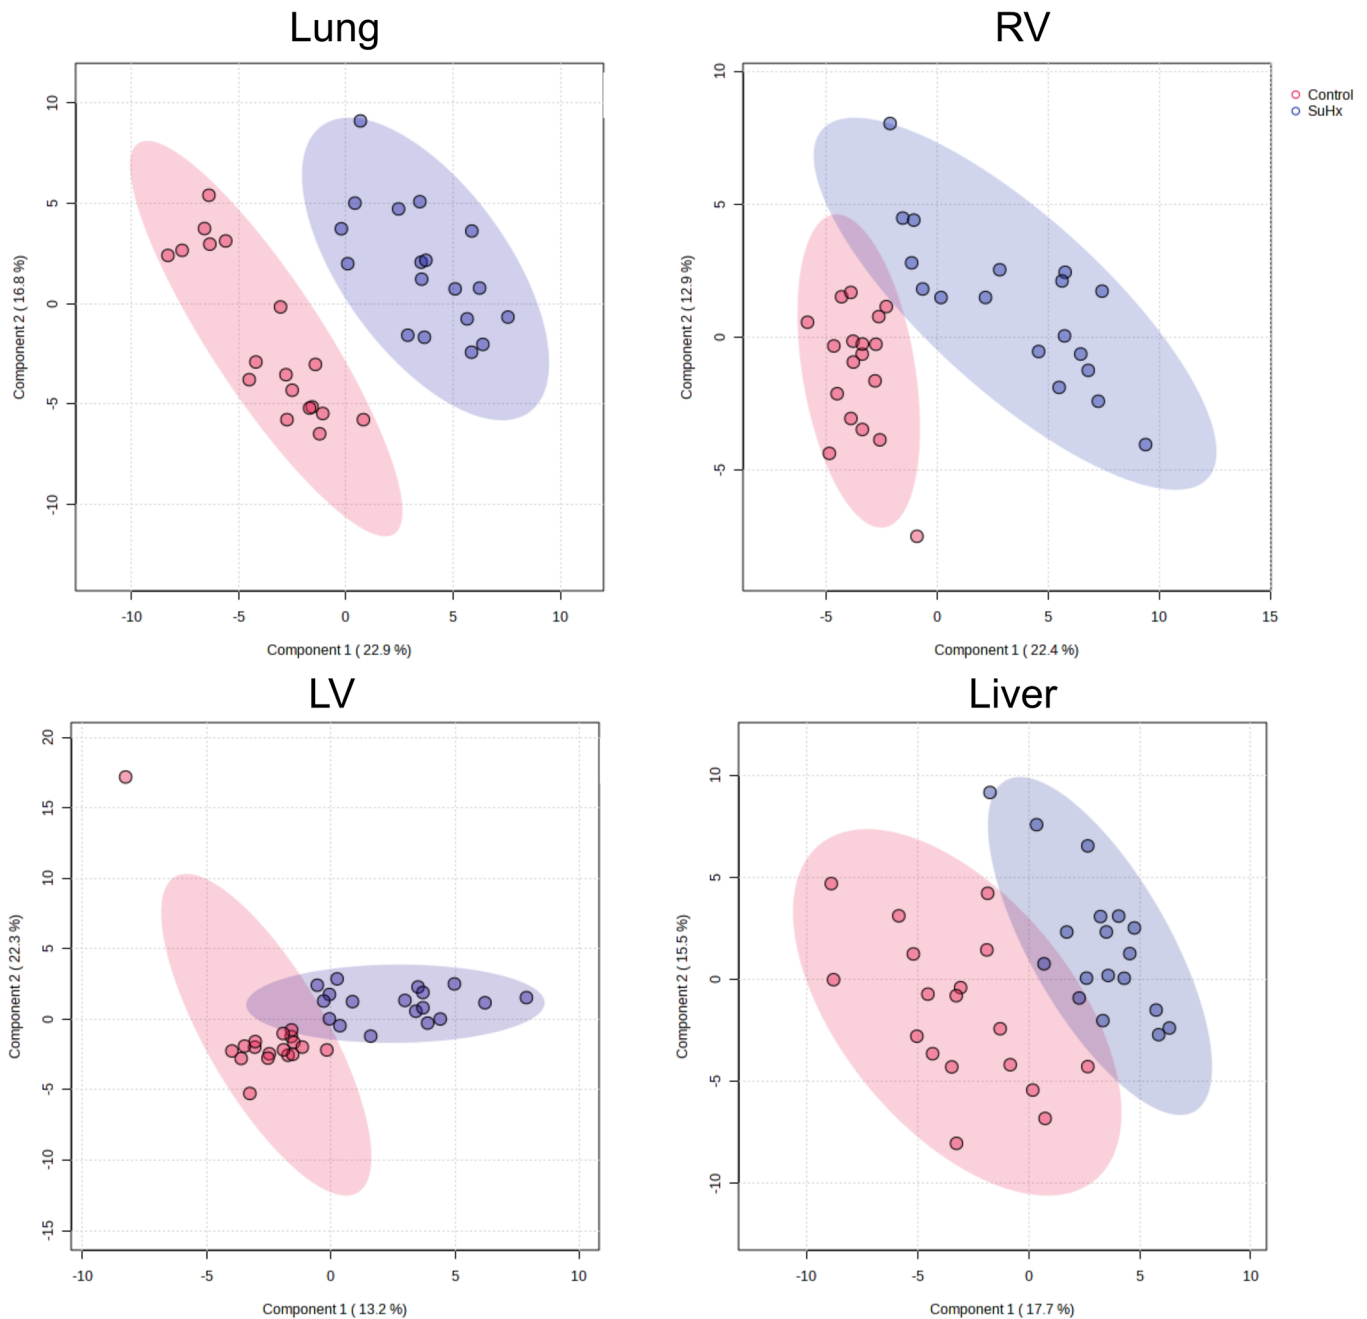 Lung
10
5
0
-5
-10
Component 2 ( 16.8 %)
-10 -5 0 5 10
Component 1 ( 22.9 %)
RV
10
5
0
-5
Component 2 ( 12.9 %)
-5 0 5 10 15
Component 1 ( 22.4 %)
Control
SuHx
LV
20
15
10
5
0
-5
-10
-15
Component 2 ( 22.3 %)
-10 -5 0 5 10
Component 1 ( 13.2 %)
Liver
10
5
0
-5
-10
Component 2 ( 15.5 %)
-10 -5 0 5 10
Component 1 ( 17.7 %)